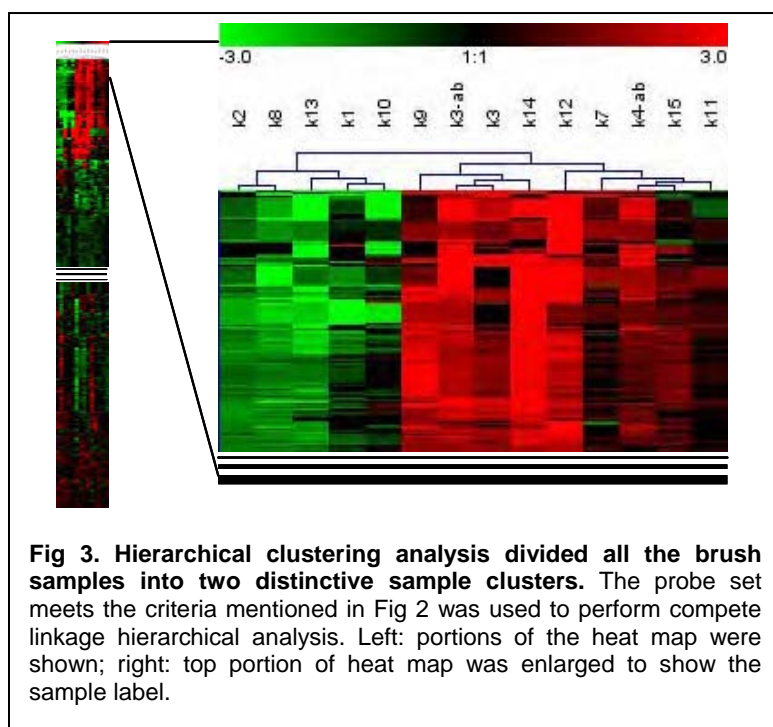 -3.0 1:1 3.0
k2 k8 k13 k1 k10 k9 k3-ab k3 k14 k12 k7 k4-ab k15 k11
Fig 3. Hierarchical clustering analysis divided all the brush
samples into two distinctive sample clusters. The probe set
meets the criteria mentioned in Fig 2 was used to perform compete
linkage hierarchical analysis. Left: portions of the heat map were
shown; right: top portion of heat map was enlarged to show the
sample label.